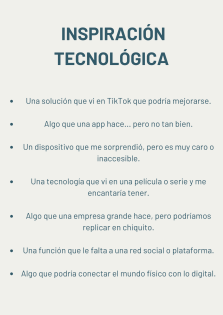 INSPIRACIÓN
TECNOLÓGICA
• Una solución que vi en TikTok que podría mejorarse.
• Algo que una app hace... pero no tan bien.
• Un dispositivo que me sorprendió, pero es muy caro o
inaccesible.
• Una tecnología que vi en una película o serie y me
encantaría tener.
• Algo que una empresa grande hace, pero podríamos
replicar en chiquito.
• Una función que le falta a una red social o plataforma.
• Algo que podría conectar el mundo físico con lo digital.